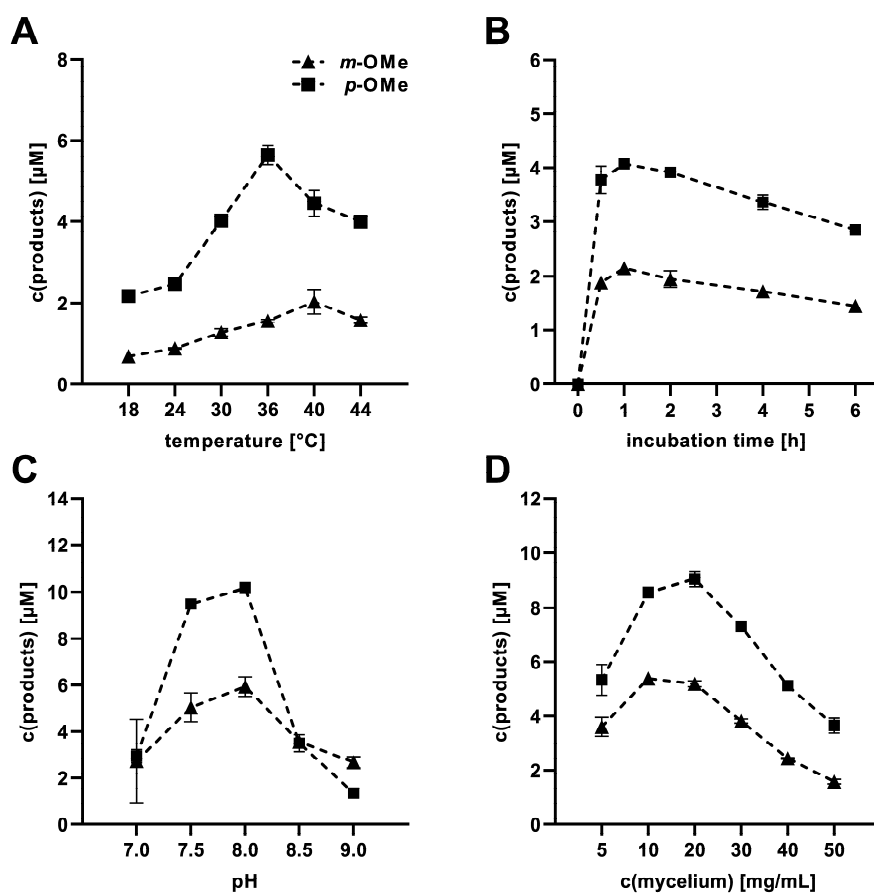 A
8
6
4
2
0
c(products) [µM]
m-OMe
p-OMe
18 24 30 36 40 44
temperature [°C]
B
6
5
4
3
2
1
0
c(products) [µM]
0 1 2 3 4 5 6
incubation time [h]
C
14
12
10
8
6
4
2
0
c(products) [µM]
7.0 7.5 8.0 8.5 9.0
pH
D
12
10
8
6
4
2
0
c(products) [µM]
5 10 20 30 40 50
c(mycelium) [mg/mL]